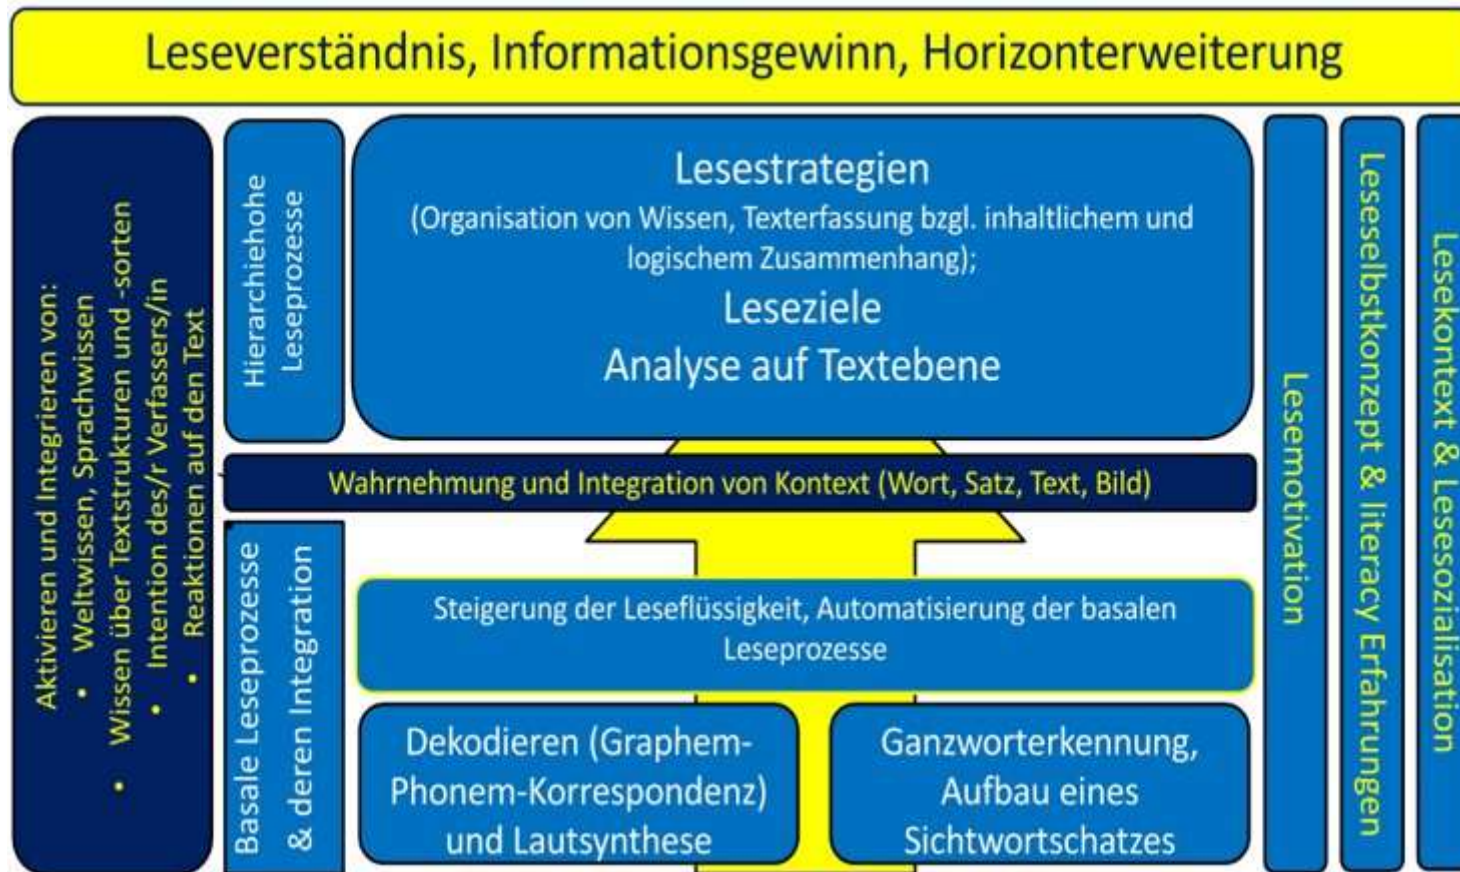 Leseverständnis, Informationsgewinn, Horizonterweiterung
Aktivieren und Integrieren von:
• Weltwissen, Sprachwissen
• Wissen über Textstrukturen und -sorten
• Intention des/r Verfassers/in
• Reaktionen auf den Text
Hierarchiehohe
Leseprozesse
Lesestrategien
(Organisation von Wissen, Texterfassung bzgl. inhaltlichem und
logischem Zusammenhang);
Leseziele
Analyse auf Textebene
Wahrnehmung und Integration von Kontext (Wort, Satz, Text, Bild)
Basale Leseprozesse
& deren Integration
Steigerung der Leseflüssigkeit, Automatisierung der basalen
Leseprozesse
Dekodieren (Graphem-
Phonem-Korrespondenz)
und Lautsynthese
Ganzworterkennung,
Aufbau eines
Sichtwortschatzes
Lesemotivation
Leseselbstkonzept & literacy Erfahrungen
Lesekontext & Lesesozialisation